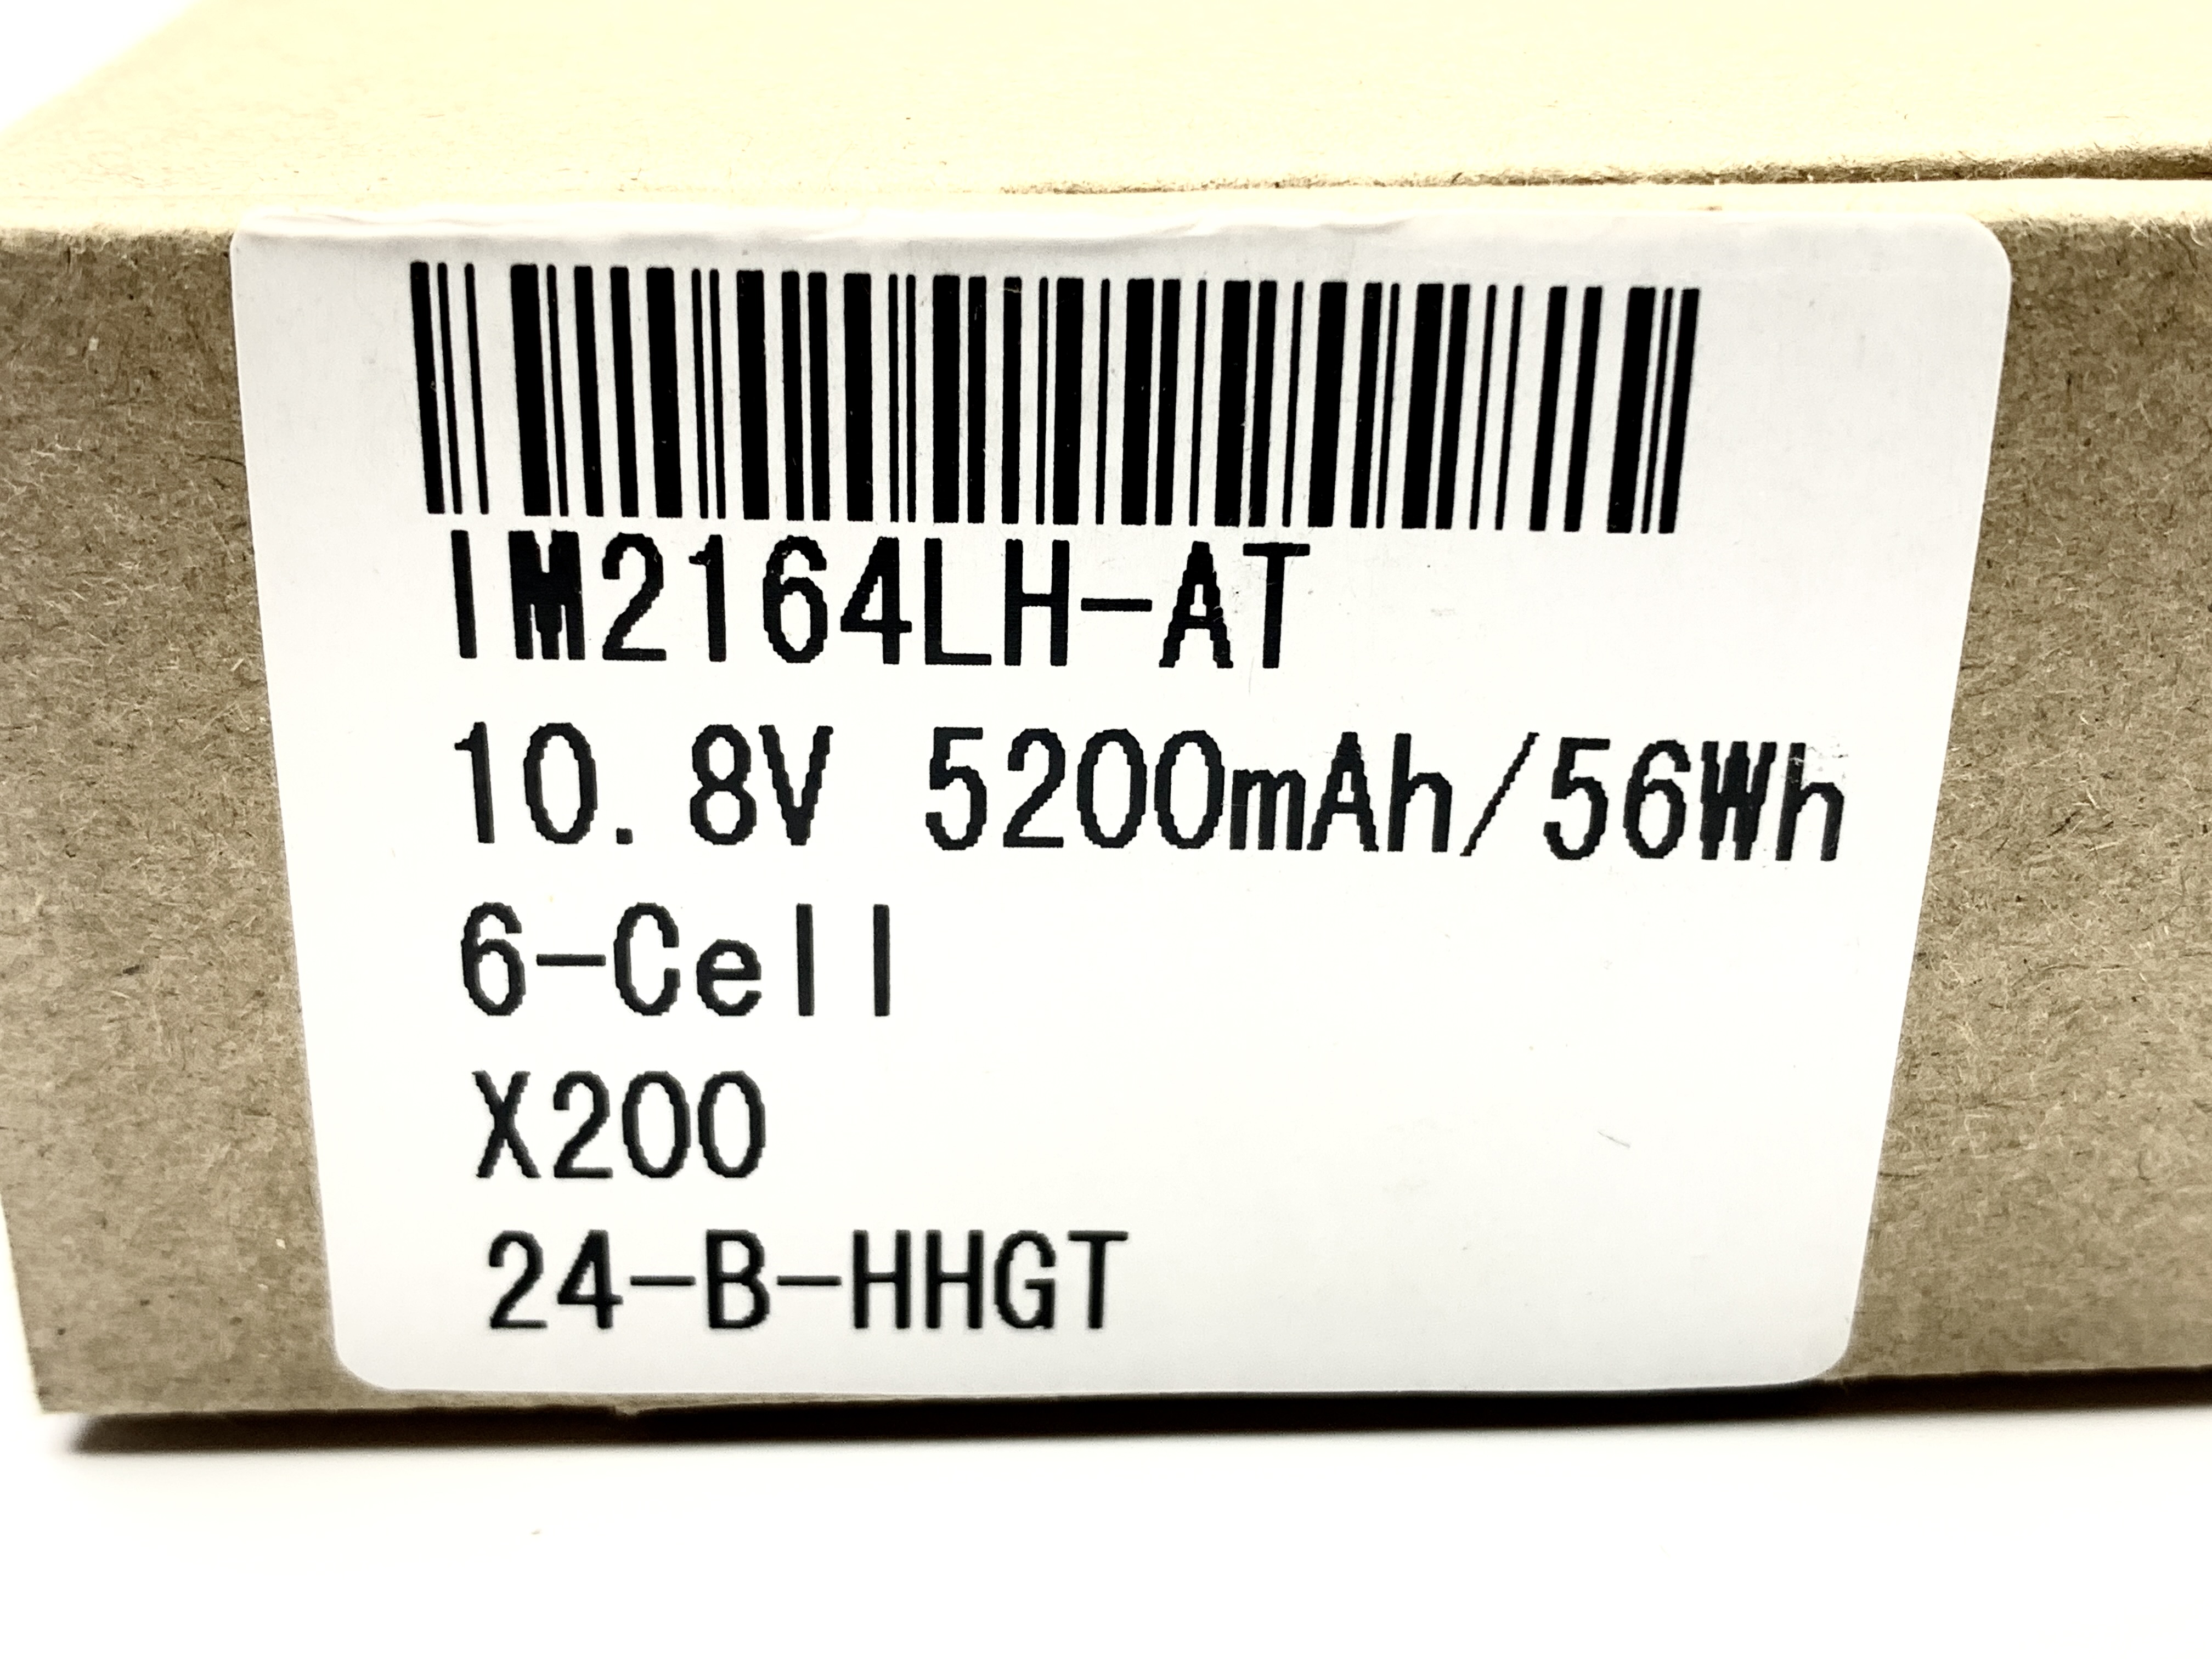 IM2164LH-AT
10.8V 5200mAh/56Wh
6-Cell
X200
24-B-HHGT